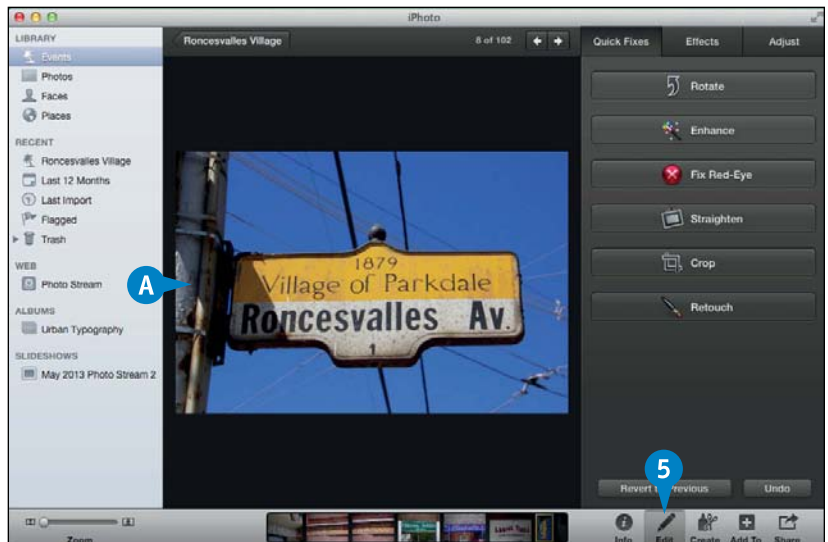 iPhoto
LIBRARY
Events
Photos
Faces
Places
RECENT
Roncesvalles Village
Last 12 Months
Last Import
Flagged
Trash
WEB
Photo Stream
ALBUMS
Urban Typography
SLIDESHOWS
May 2013 Photo Stream 2
Zoom
Roncesvalles Village
8 of 102
A
1879
Village of Parkdale
Roncesvalles Av.
1
Quick Fixes Effects Adjust
Rotate
Enhance
Fix Red-Eye
Straighten
Crop
Retouch
5
Revert to Previous Undo
Info Edit Create Add To Share